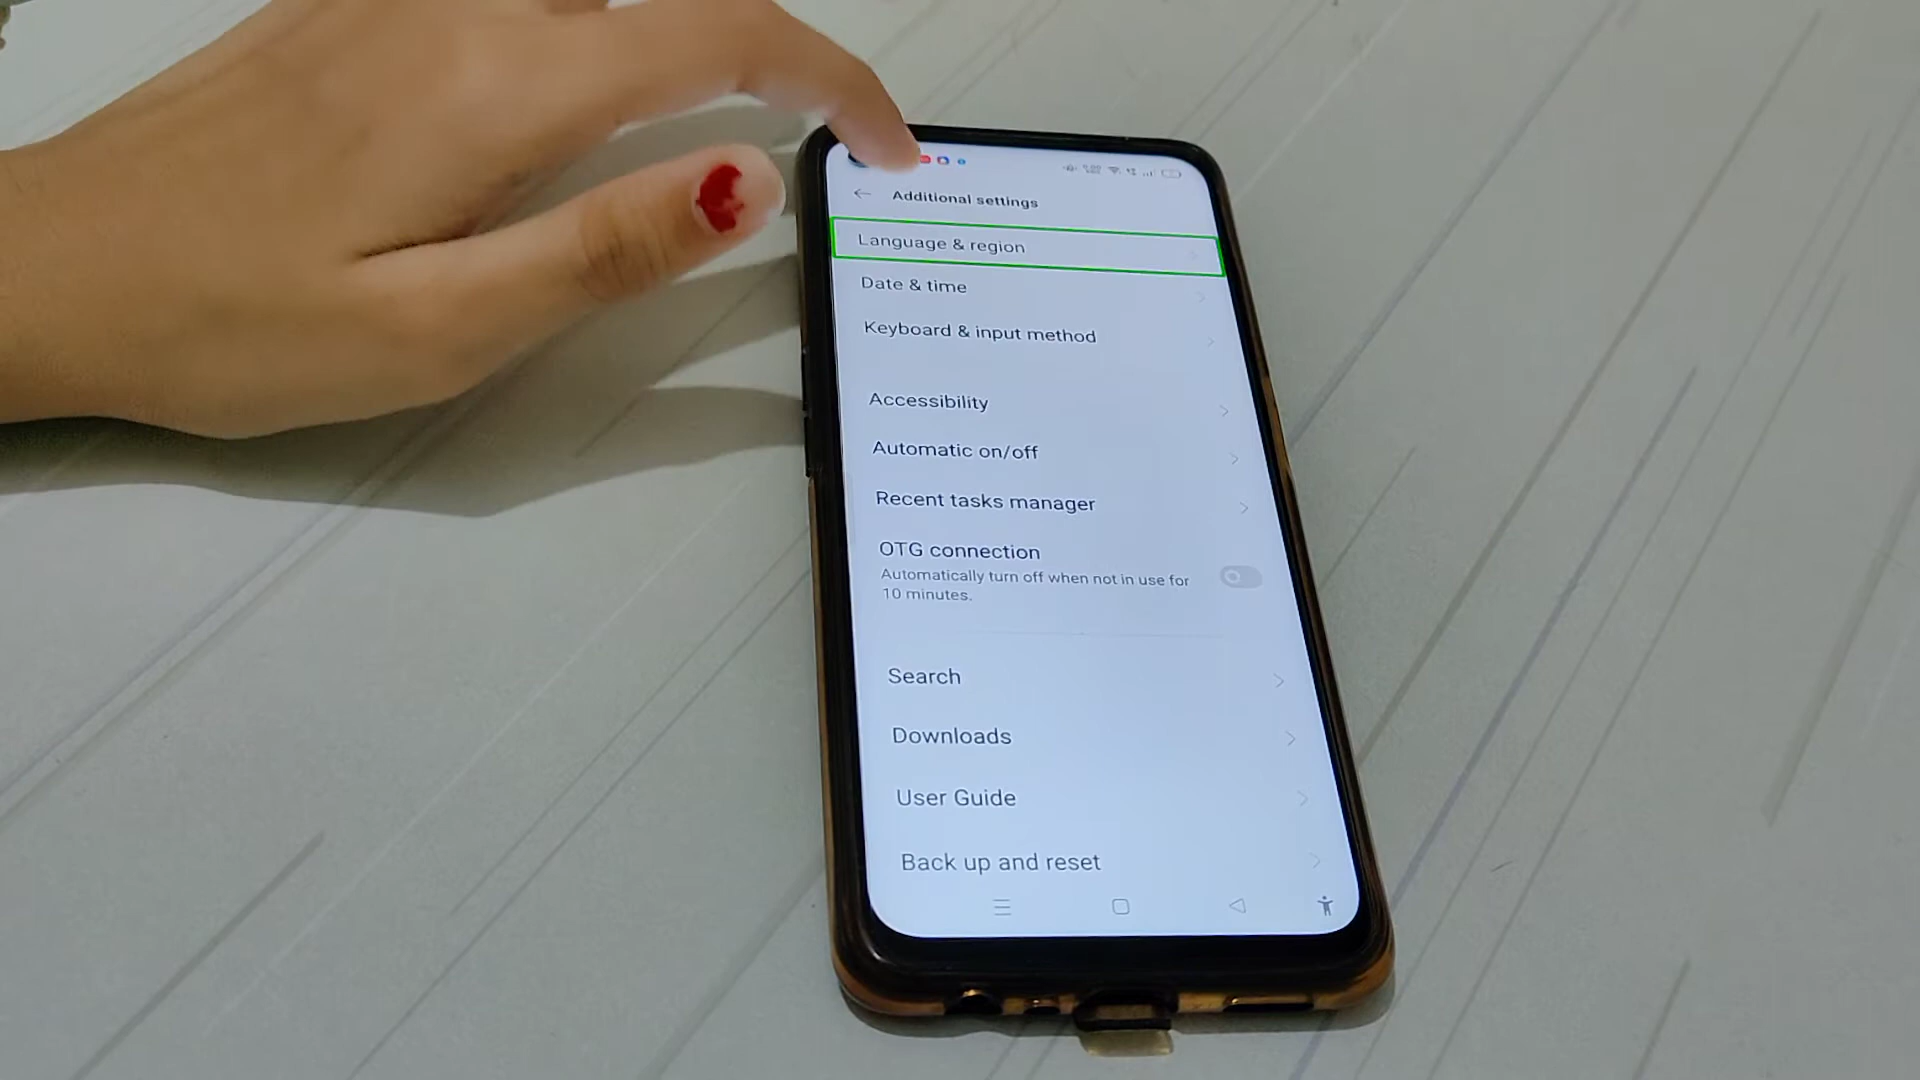 Additional settings
Language & region
Date & time
Keyboard & input method
Accessibility
Automatic on/off
Recent tasks manager
OTG connection
Automatically turn off when not in use for
10 minutes.
Search
Downloads
User Guide
Back up and reset